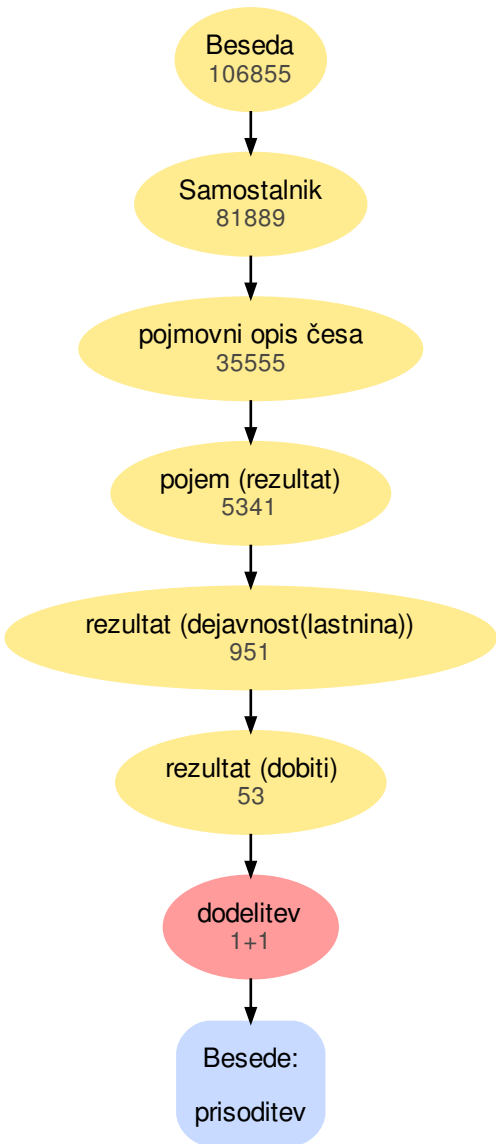 Beseda
106855
Samostalnik
81889
pojmovni opis česa
35555
pojem (rezultat)
5341
rezultat (dejavnost(lastnina))
951
rezultat (dobiti)
53
dodelitev
1+1
Besede:
prisoditev